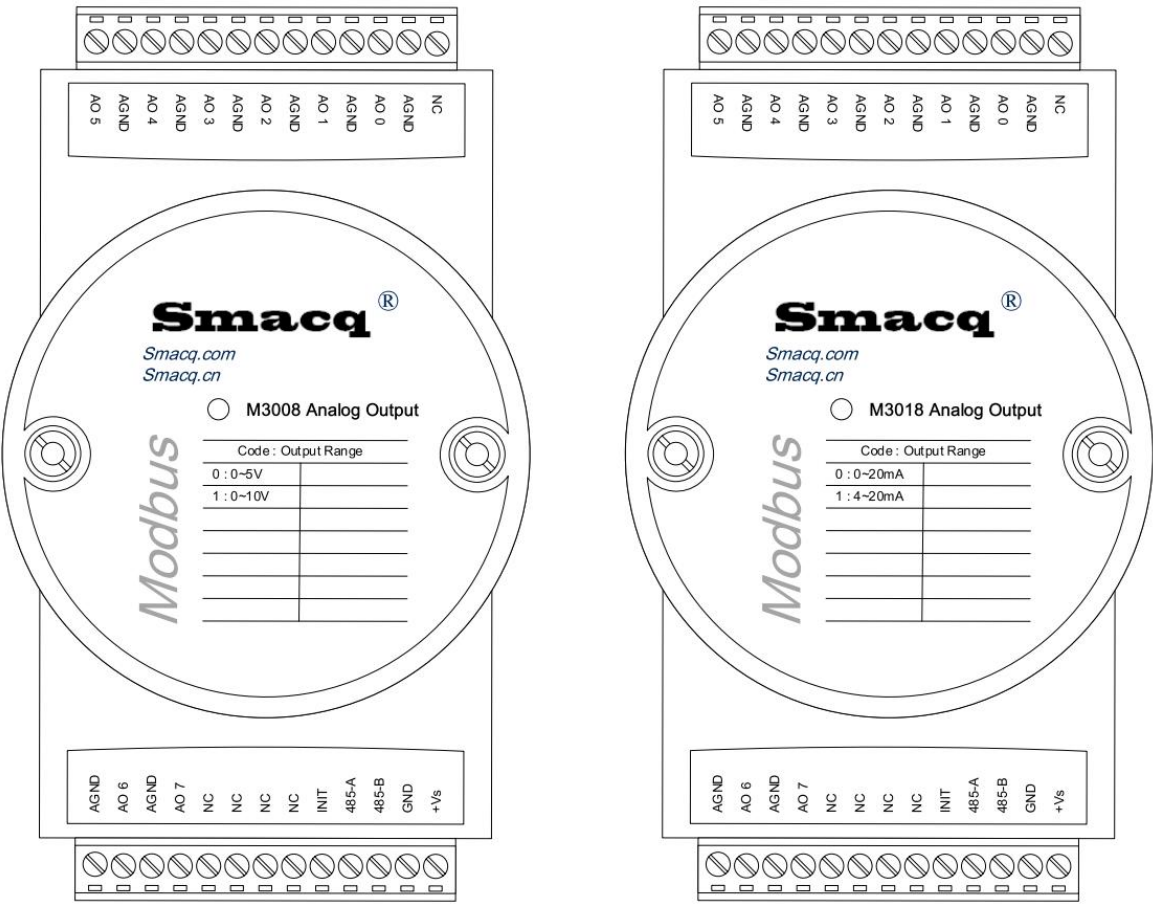 AO 5 AGND AO 4 AGND AO 3 AGND AO 2 AGND AO 1 AGND AO 0 AGND NC
Smacq ®
Smacq.com
Smacq.cn
M3008 Analog Output
Modbus
Code : Output Range
0 : 0~5V
1 : 0~10V
AGND AO 6 AGND AO 7 NC NC NC NC INIT 485-A 485-B GND +Vs
AO 5 AGND AO 4 AGND AO 3 AGND AO 2 AGND AO 1 AGND AO 0 AGND NC
Smacq ®
Smacq.com
Smacq.cn
M3018 Analog Output
Modbus
Code : Output Range
0 : 0~20mA
1 : 4~20mA
AGND AO 6 AGND AO 7 NC NC NC NC INIT 485-A 485-B GND +Vs